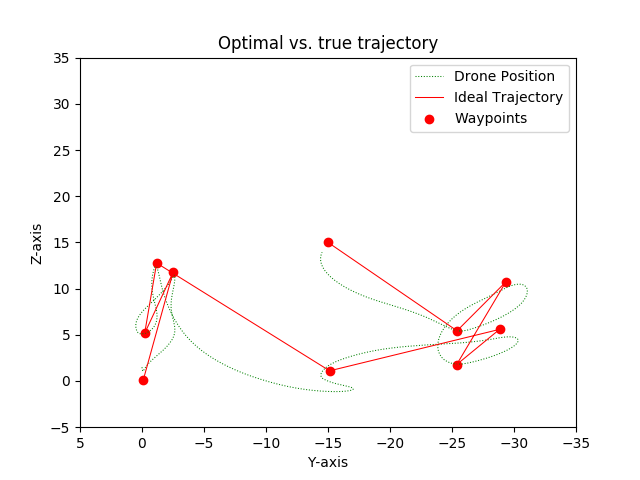 Optimal vs. true trajectory
Drone Position
Ideal Trajectory
Waypoints
Z-axis
35
30
25
20
15
10
5
0
−5
5 0 −5 −10 −15 −20 −25 −30 −35
Y-axis